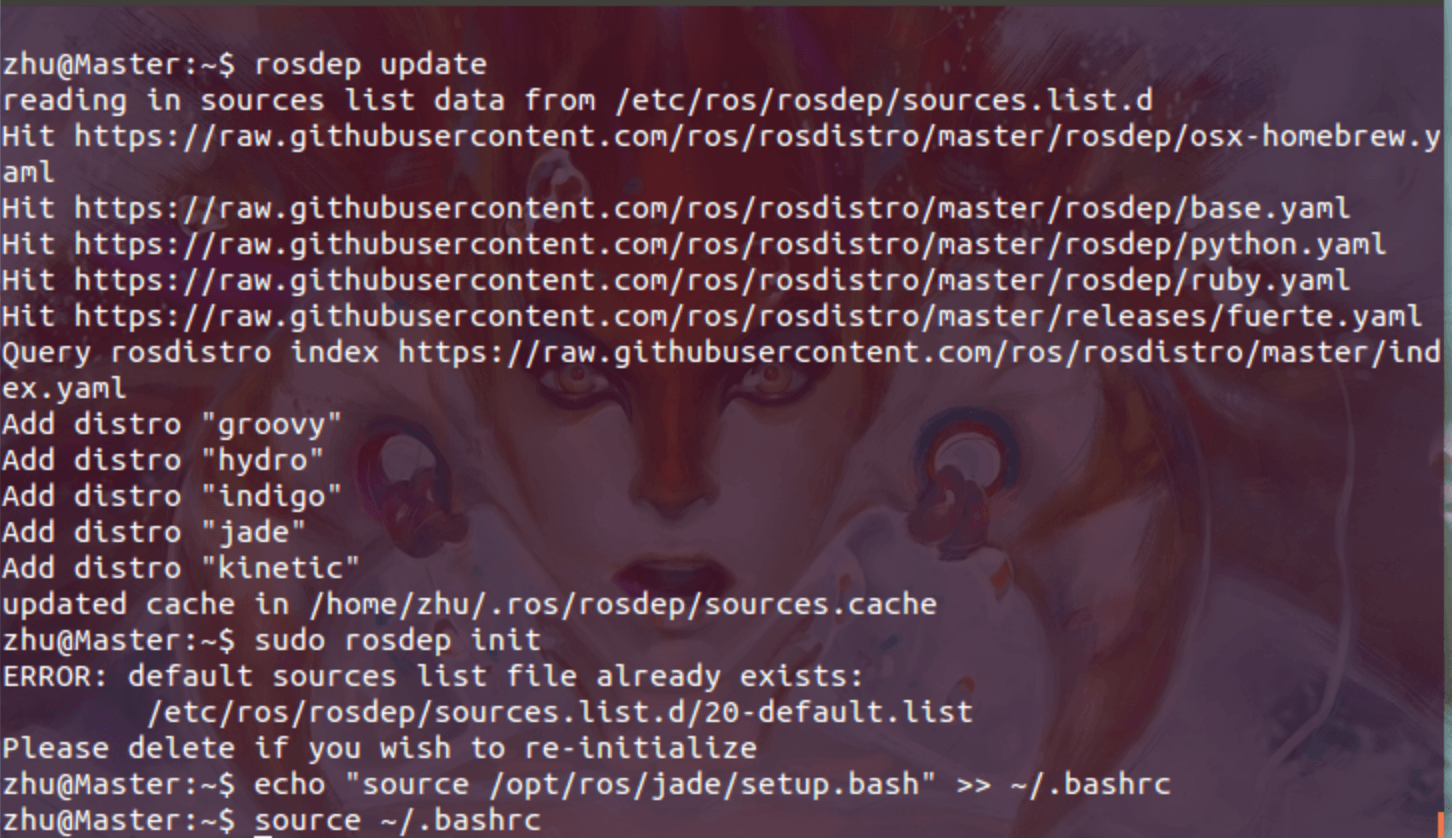 zhu@Master:~$ rosdep update
reading in sources list data from /etc/ros/rosdep/sources.list.d
Hit https://raw.githubusercontent.com/ros/rosdistro/master/rosdep/osx-homebrew.y
aml
Hit https://raw.githubusercontent.com/ros/rosdistro/master/rosdep/base.yaml
Hit https://raw.githubusercontent.com/ros/rosdistro/master/rosdep/python.yaml
Hit https://raw.githubusercontent.com/ros/rosdistro/master/rosdep/ruby.yaml
Hit https://raw.githubusercontent.com/ros/rosdistro/master/releases/fuerte.yaml
Query rosdistro index https://raw.githubusercontent.com/ros/rosdistro/master/ind
ex.yaml
Add distro "groovy"
Add distro "hydro"
Add distro "indigo"
Add distro "jade"
Add distro "kinetic"
updated cache in /home/zhu/.ros/rosdep/sources.cache
zhu@Master:~$ sudo rosdep init
ERROR: default sources list file already exists:
        /etc/ros/rosdep/sources.list.d/20-default.list
Please delete if you wish to re-initialize
zhu@Master:~$ echo "source /opt/ros/jade/setup.bash" >> ~/.bashrc
zhu@Master:~$ source ~/.bashrc